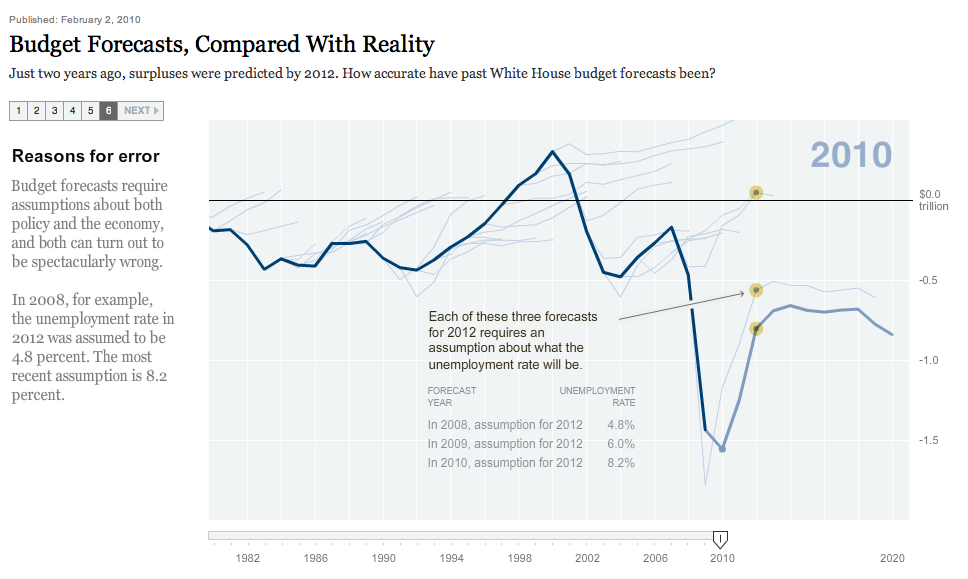 Published: February 2, 2010
Budget Forecasts, Compared With Reality
Just two years ago, surpluses were predicted by 2012. How accurate have past White House budget forecasts been?
1 2 3 4 5 6 NEXT
Reasons for error
Budget forecasts require
assumptions about both
policy and the economy,
and both can turn out to
be spectacularly wrong.
In 2008, for example,
the unemployment rate in
2012 was assumed to be
4.8 percent. The most
recent assumption is 8.2
percent.
2010
$0.0
trillion
-0.5
-1.0
-1.5
Each of these three forecasts
for 2012 requires an
assumption about what the
unemployment rate will be.
FORECAST YEAR UNEMPLOYMENT RATE
In 2008, assumption for 2012 4.8%
In 2009, assumption for 2012 6.0%
In 2010, assumption for 2012 8.2%
1982 1986 1990 1994 1998 2002 2006 2010 2020